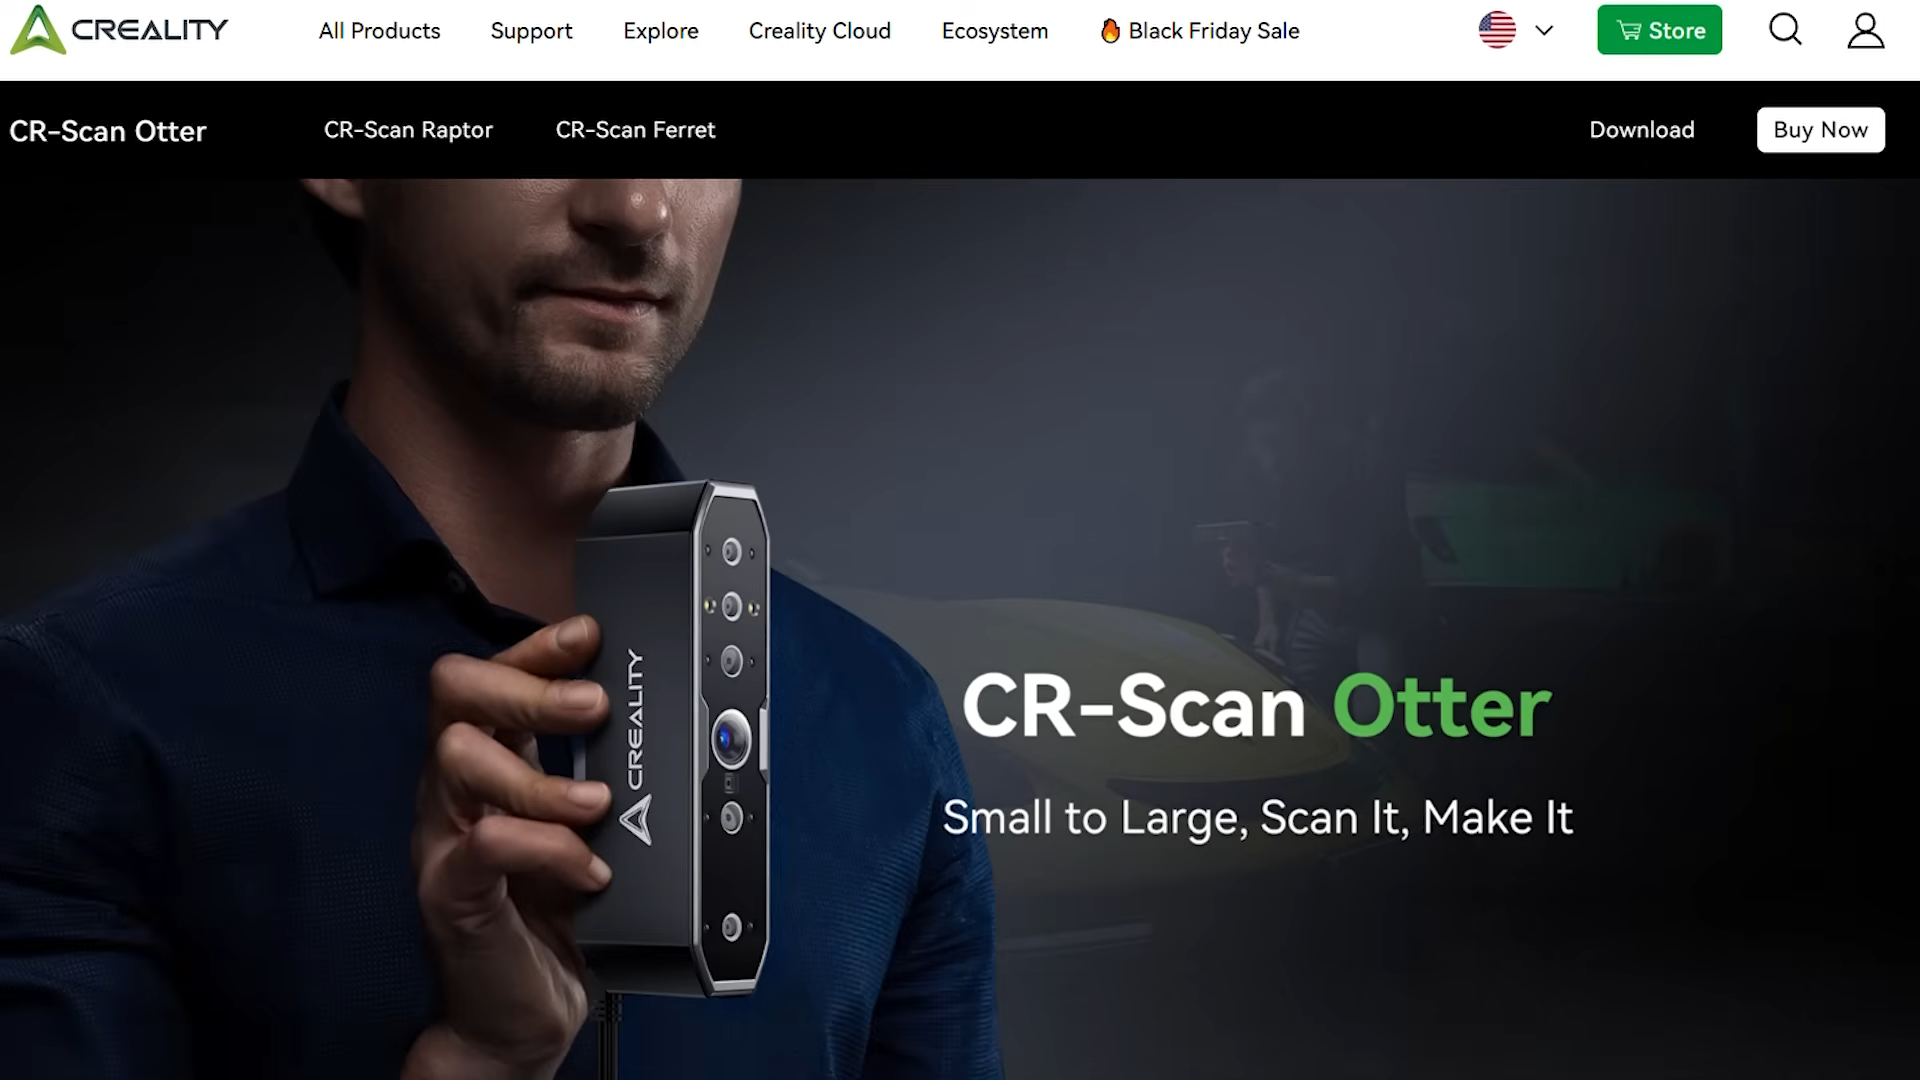 CREALITY
All Products
Support
Explore
Creality Cloud
Ecosystem
Black Friday Sale
Store
CR-Scan Otter
CR-Scan Raptor
CR-Scan Ferret
Download
Buy Now
CREALITY
CR-Scan Otter
Small to Large, Scan It, Make It